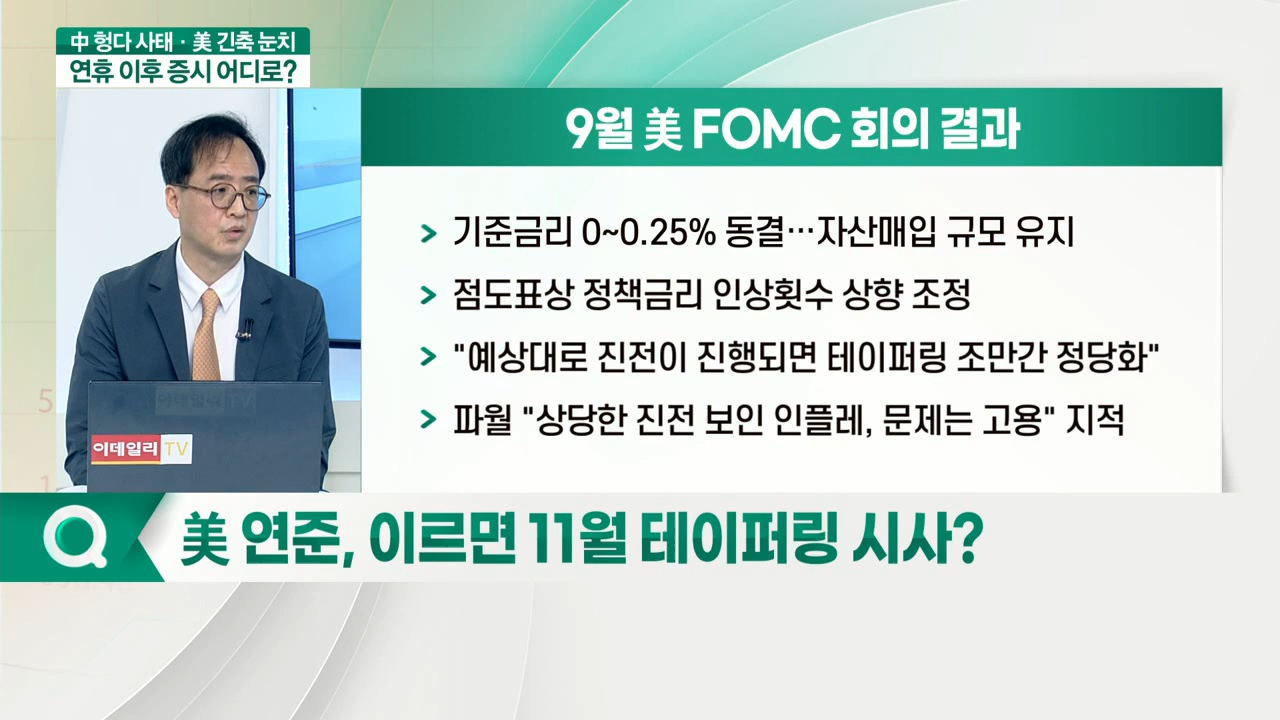 中 헝다 사태 · 美 긴축 눈치
연휴 이후 증시 어디로?
9월 美 FOMC 회의 결과
> 기준금리 0~0.25% 동결…자산매입 규모 유지
> 점도표상 정책금리 인상횟수 상향 조정
> "예상대로 진전이 진행되면 테이퍼링 조만간 정당화"
> 파월 "상당한 진전 보인 인플레, 문제는 고용" 지적
이데일리TV
이데일리 TV
美 연준, 이르면 11월 테이퍼링 시사?